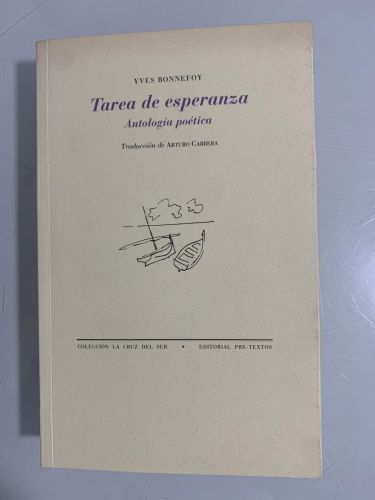 YVES BONNEFOY
Tarea de esperanza
Antología poética
Traducción de ARTURO CARRERA
COLECCIÓN LA CRUZ DEL SUR • EDITORIAL PRE-TEXTOS